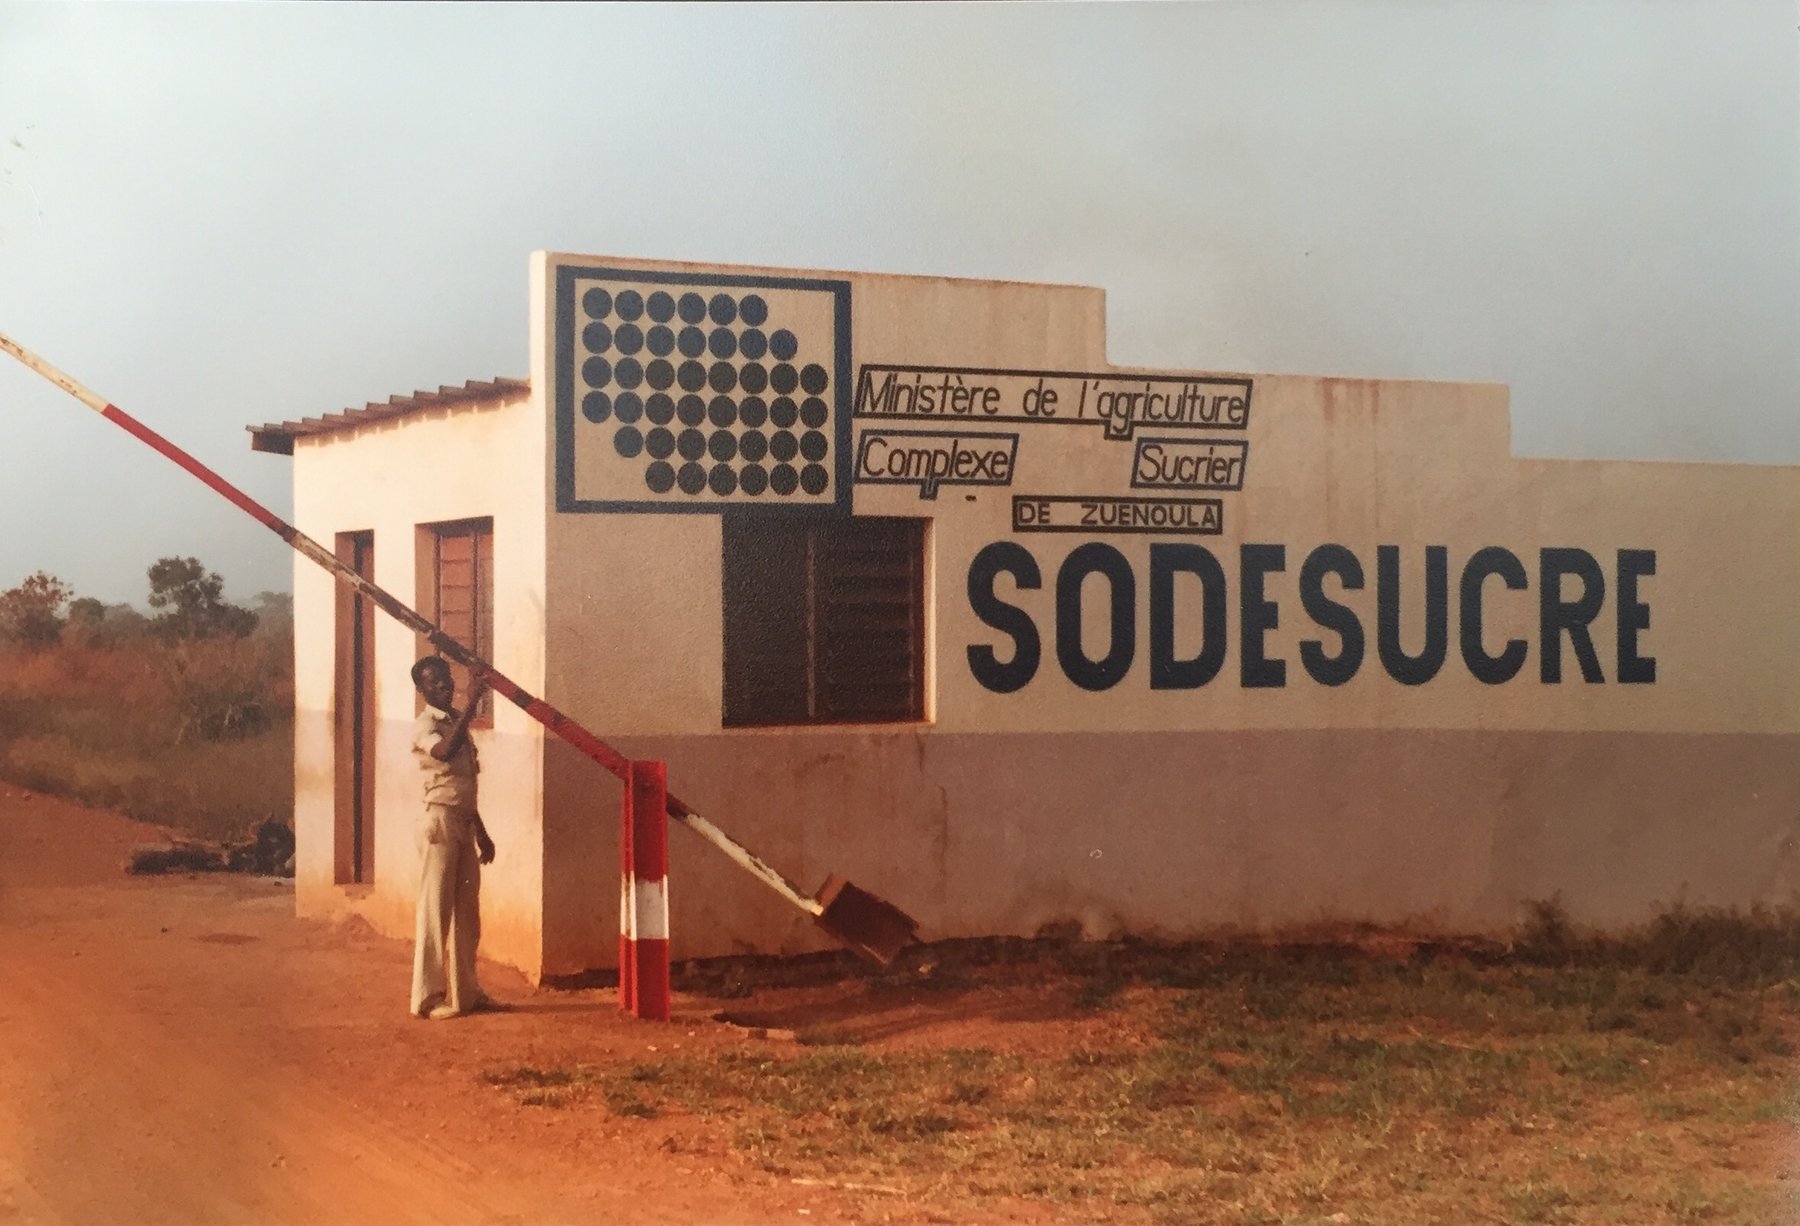 Ministère de l'agriculture
Complexe Sucrier
DE ZUENOULA
SODESUCRE